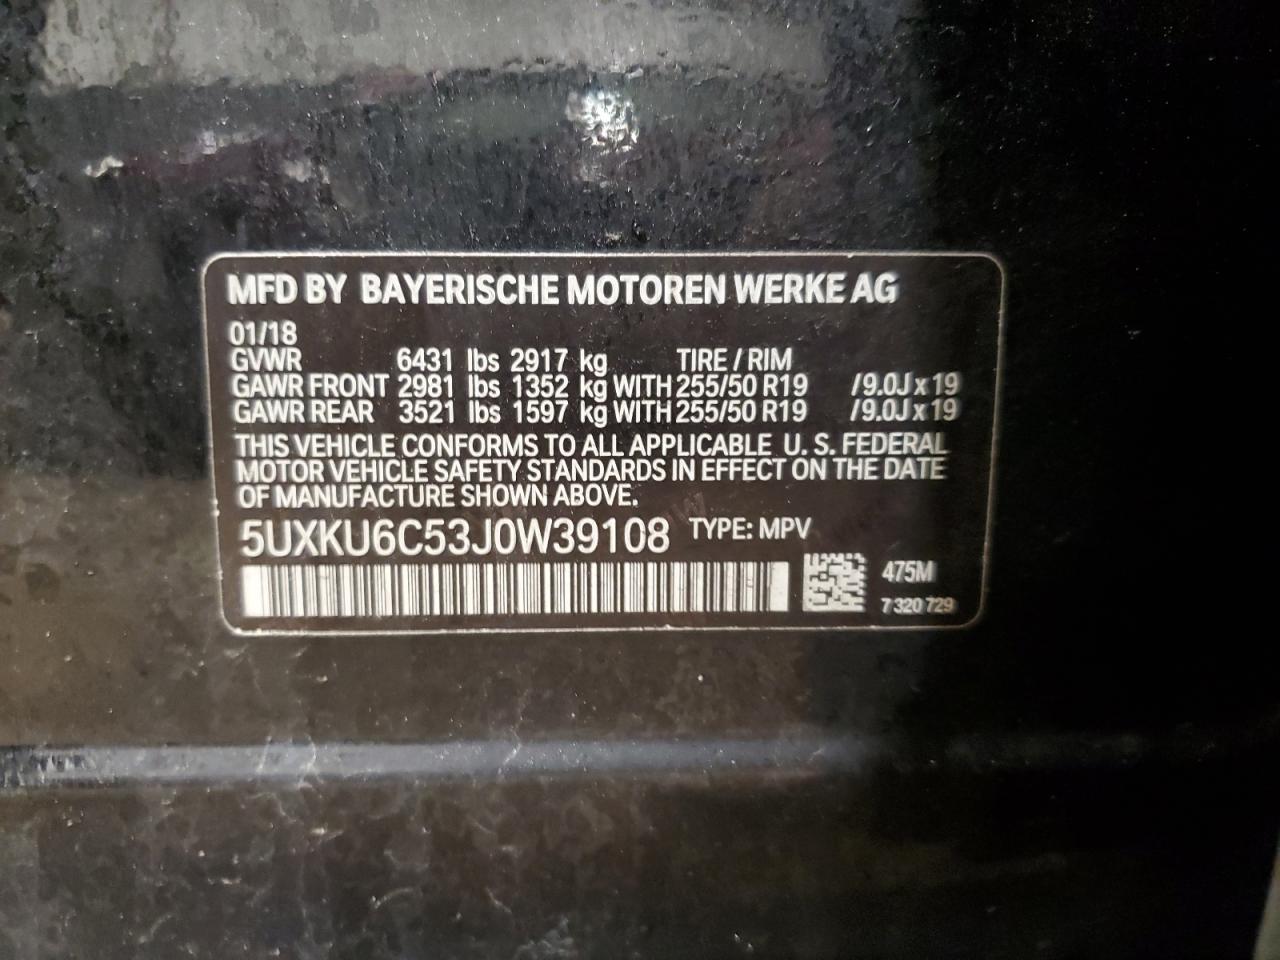 MFD BY BAYERISCHE MOTOREN WERKE AG
01/18
GVWR 6431 lbs 2917 kg TIRE / RIM
GAWR FRONT 2981 lbs 1352 kg WITH 255/50 R19 /9.0J x 19
GAWR REAR 3521 lbs 1597 kg WITH 255/50 R19 /9.0J x 19
THIS VEHICLE CONFORMS TO ALL APPLICABLE U. S. FEDERAL
MOTOR VEHICLE SAFETY STANDARDS IN EFFECT ON THE DATE
OF MANUFACTURE SHOWN ABOVE.
5UXKU6C53J0W39108 TYPE: MPV
475M
7 320 729